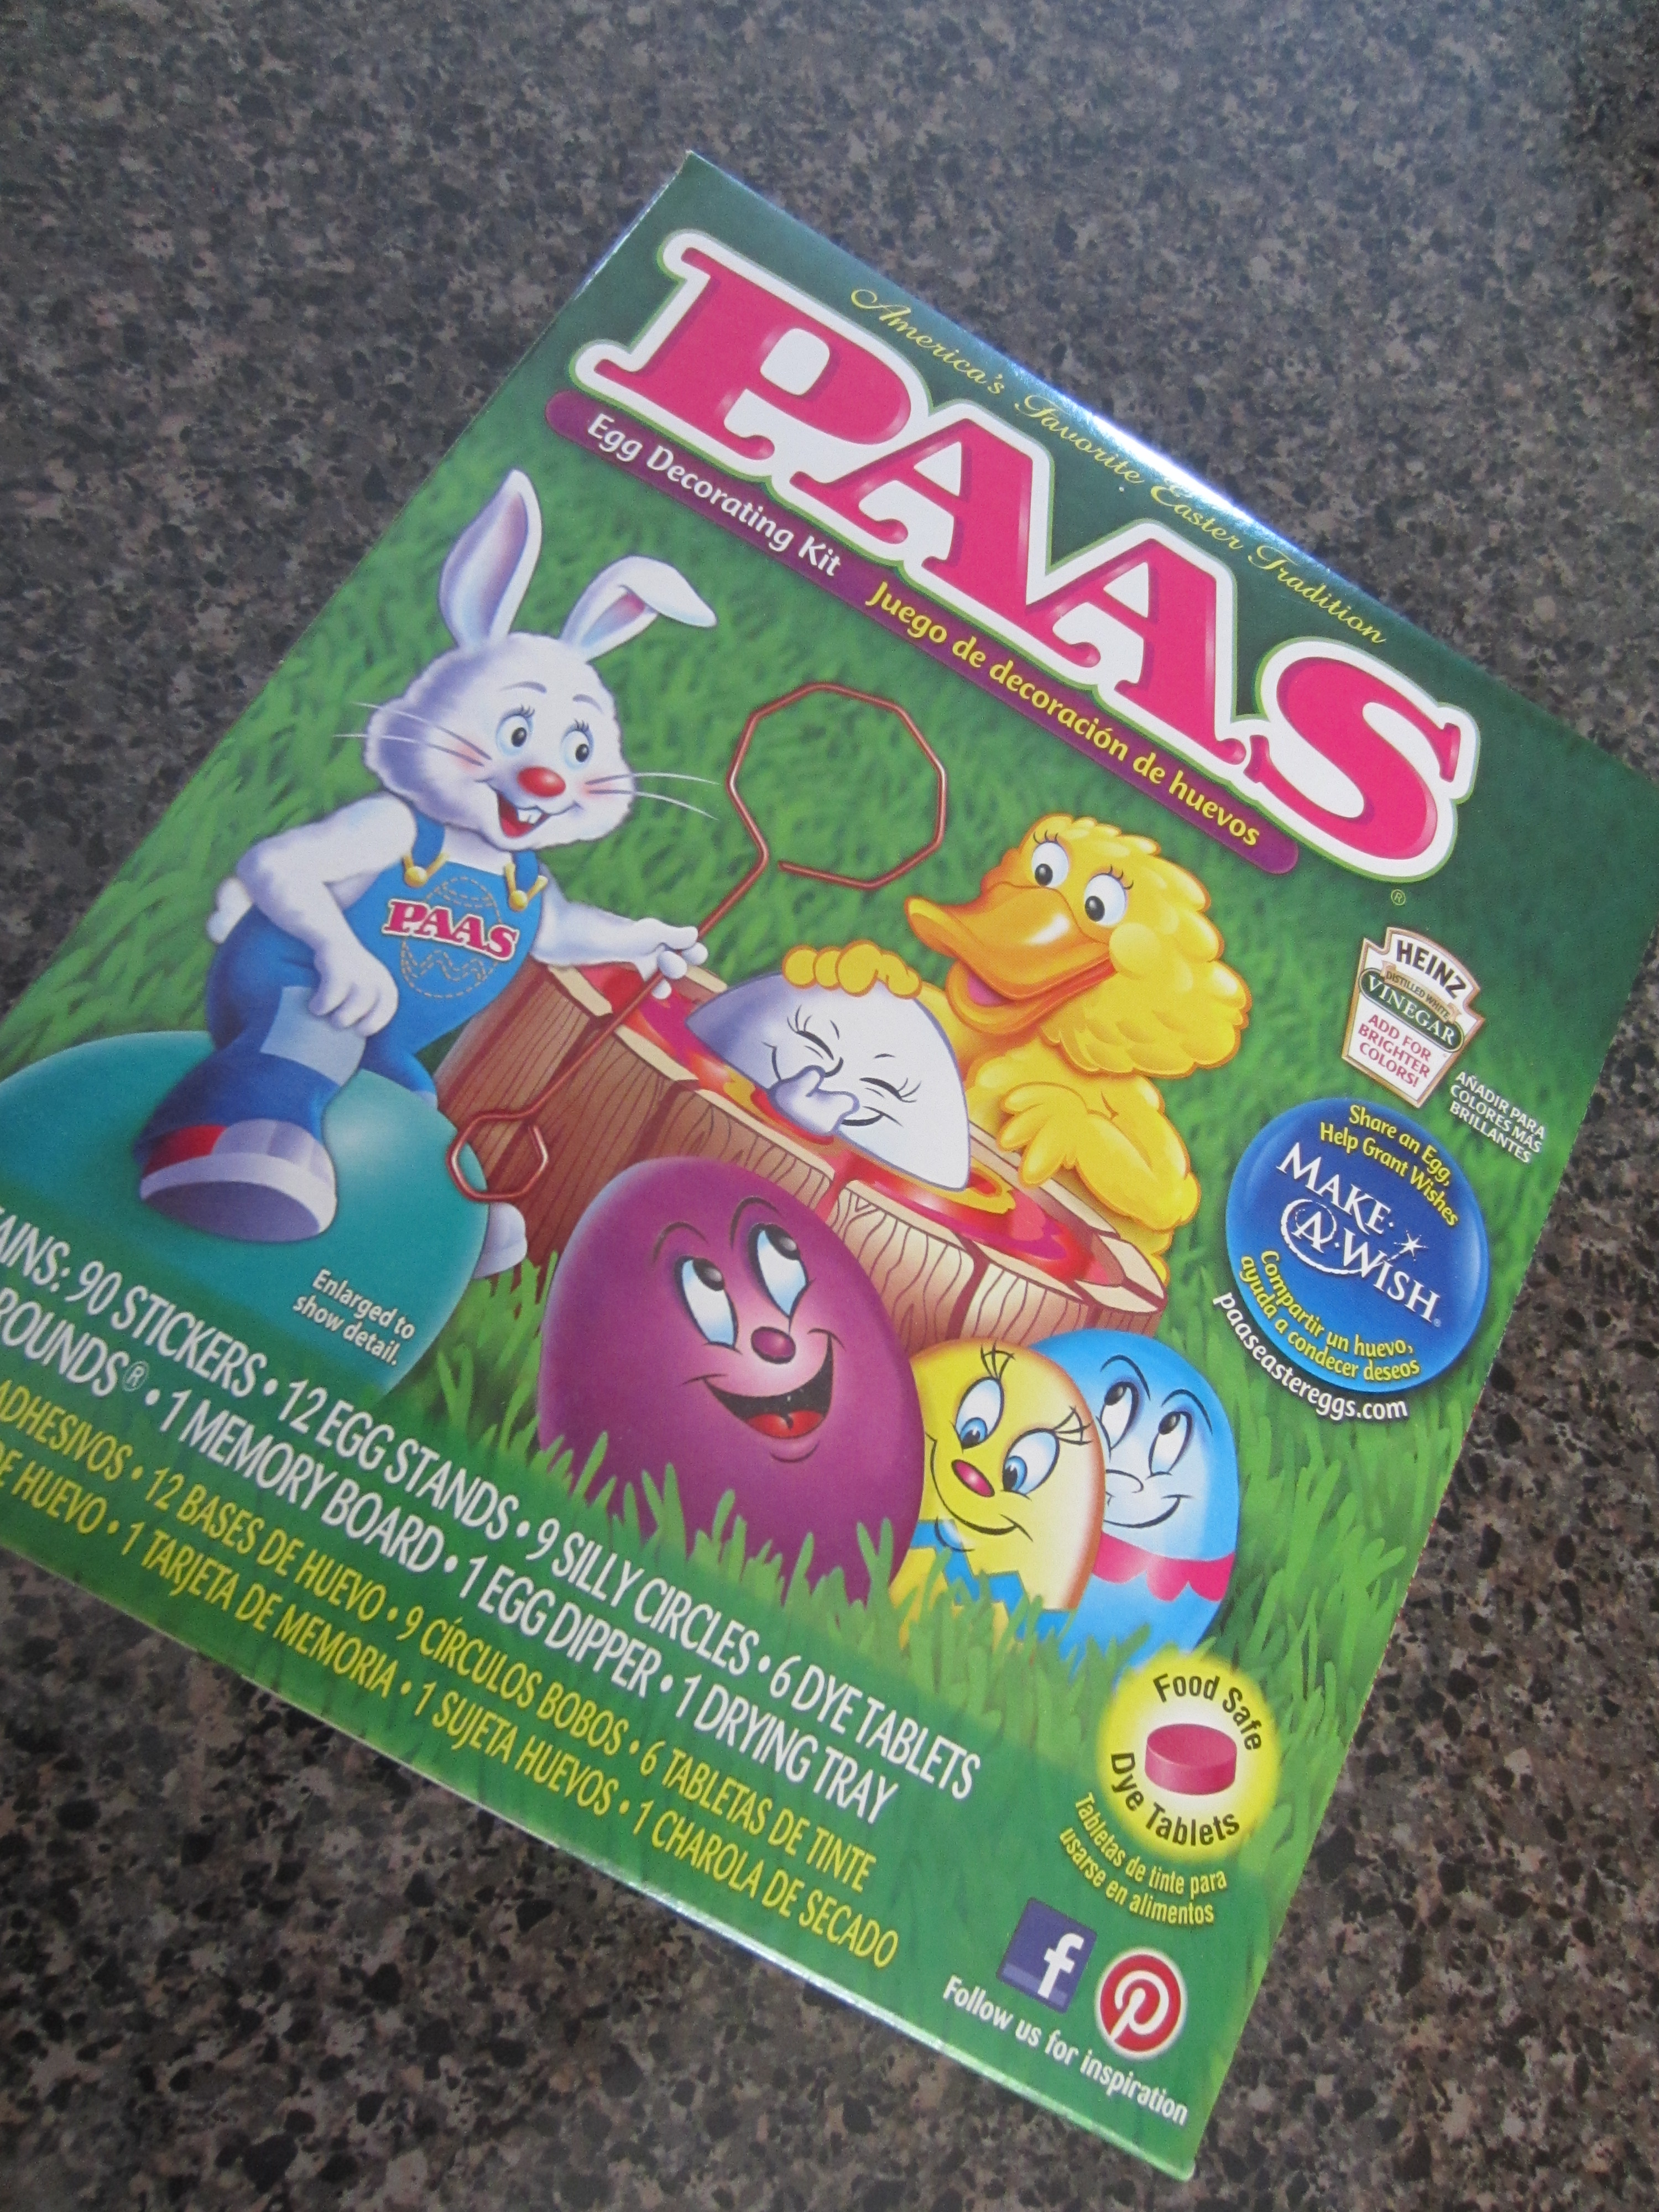 America's Favorite Easter Tradition
PAAS®
Egg Decorating Kit Juego de decoración de huevos
PAAS
HEINZ
DISTILLED WHITE
VINEGAR
ADD FOR
BRIGHTER
COLORS!
AÑADIR PARA
COLORES MÁS
BRILLANTES
Share an Egg,
Help Grant Wishes
MAKE·
A·WISH®
Compartir un huevo,
ayuda a condecer deseos
paaseastereggs.com
Enlarged to
show detail.
AINS: 90 STICKERS • 12 EGG STANDS • 9 SILLY CIRCLES • 6 DYE TABLETS
ROUNDS® • 1 MEMORY BOARD • 1 EGG DIPPER • 1 DRYING TRAY
ADHESIVOS • 12 BASES DE HUEVO • 9 CÍRCULOS BOBOS • 6 TABLETAS DE TINTE
DE HUEVO • 1 TARJETA DE MEMORIA • 1 SUJETA HUEVOS • 1 CHAROLA DE SECADO
Food Safe
Dye Tablets
Tabletas de tinte para
usarse en alimentos
f
P
Follow us for inspiration